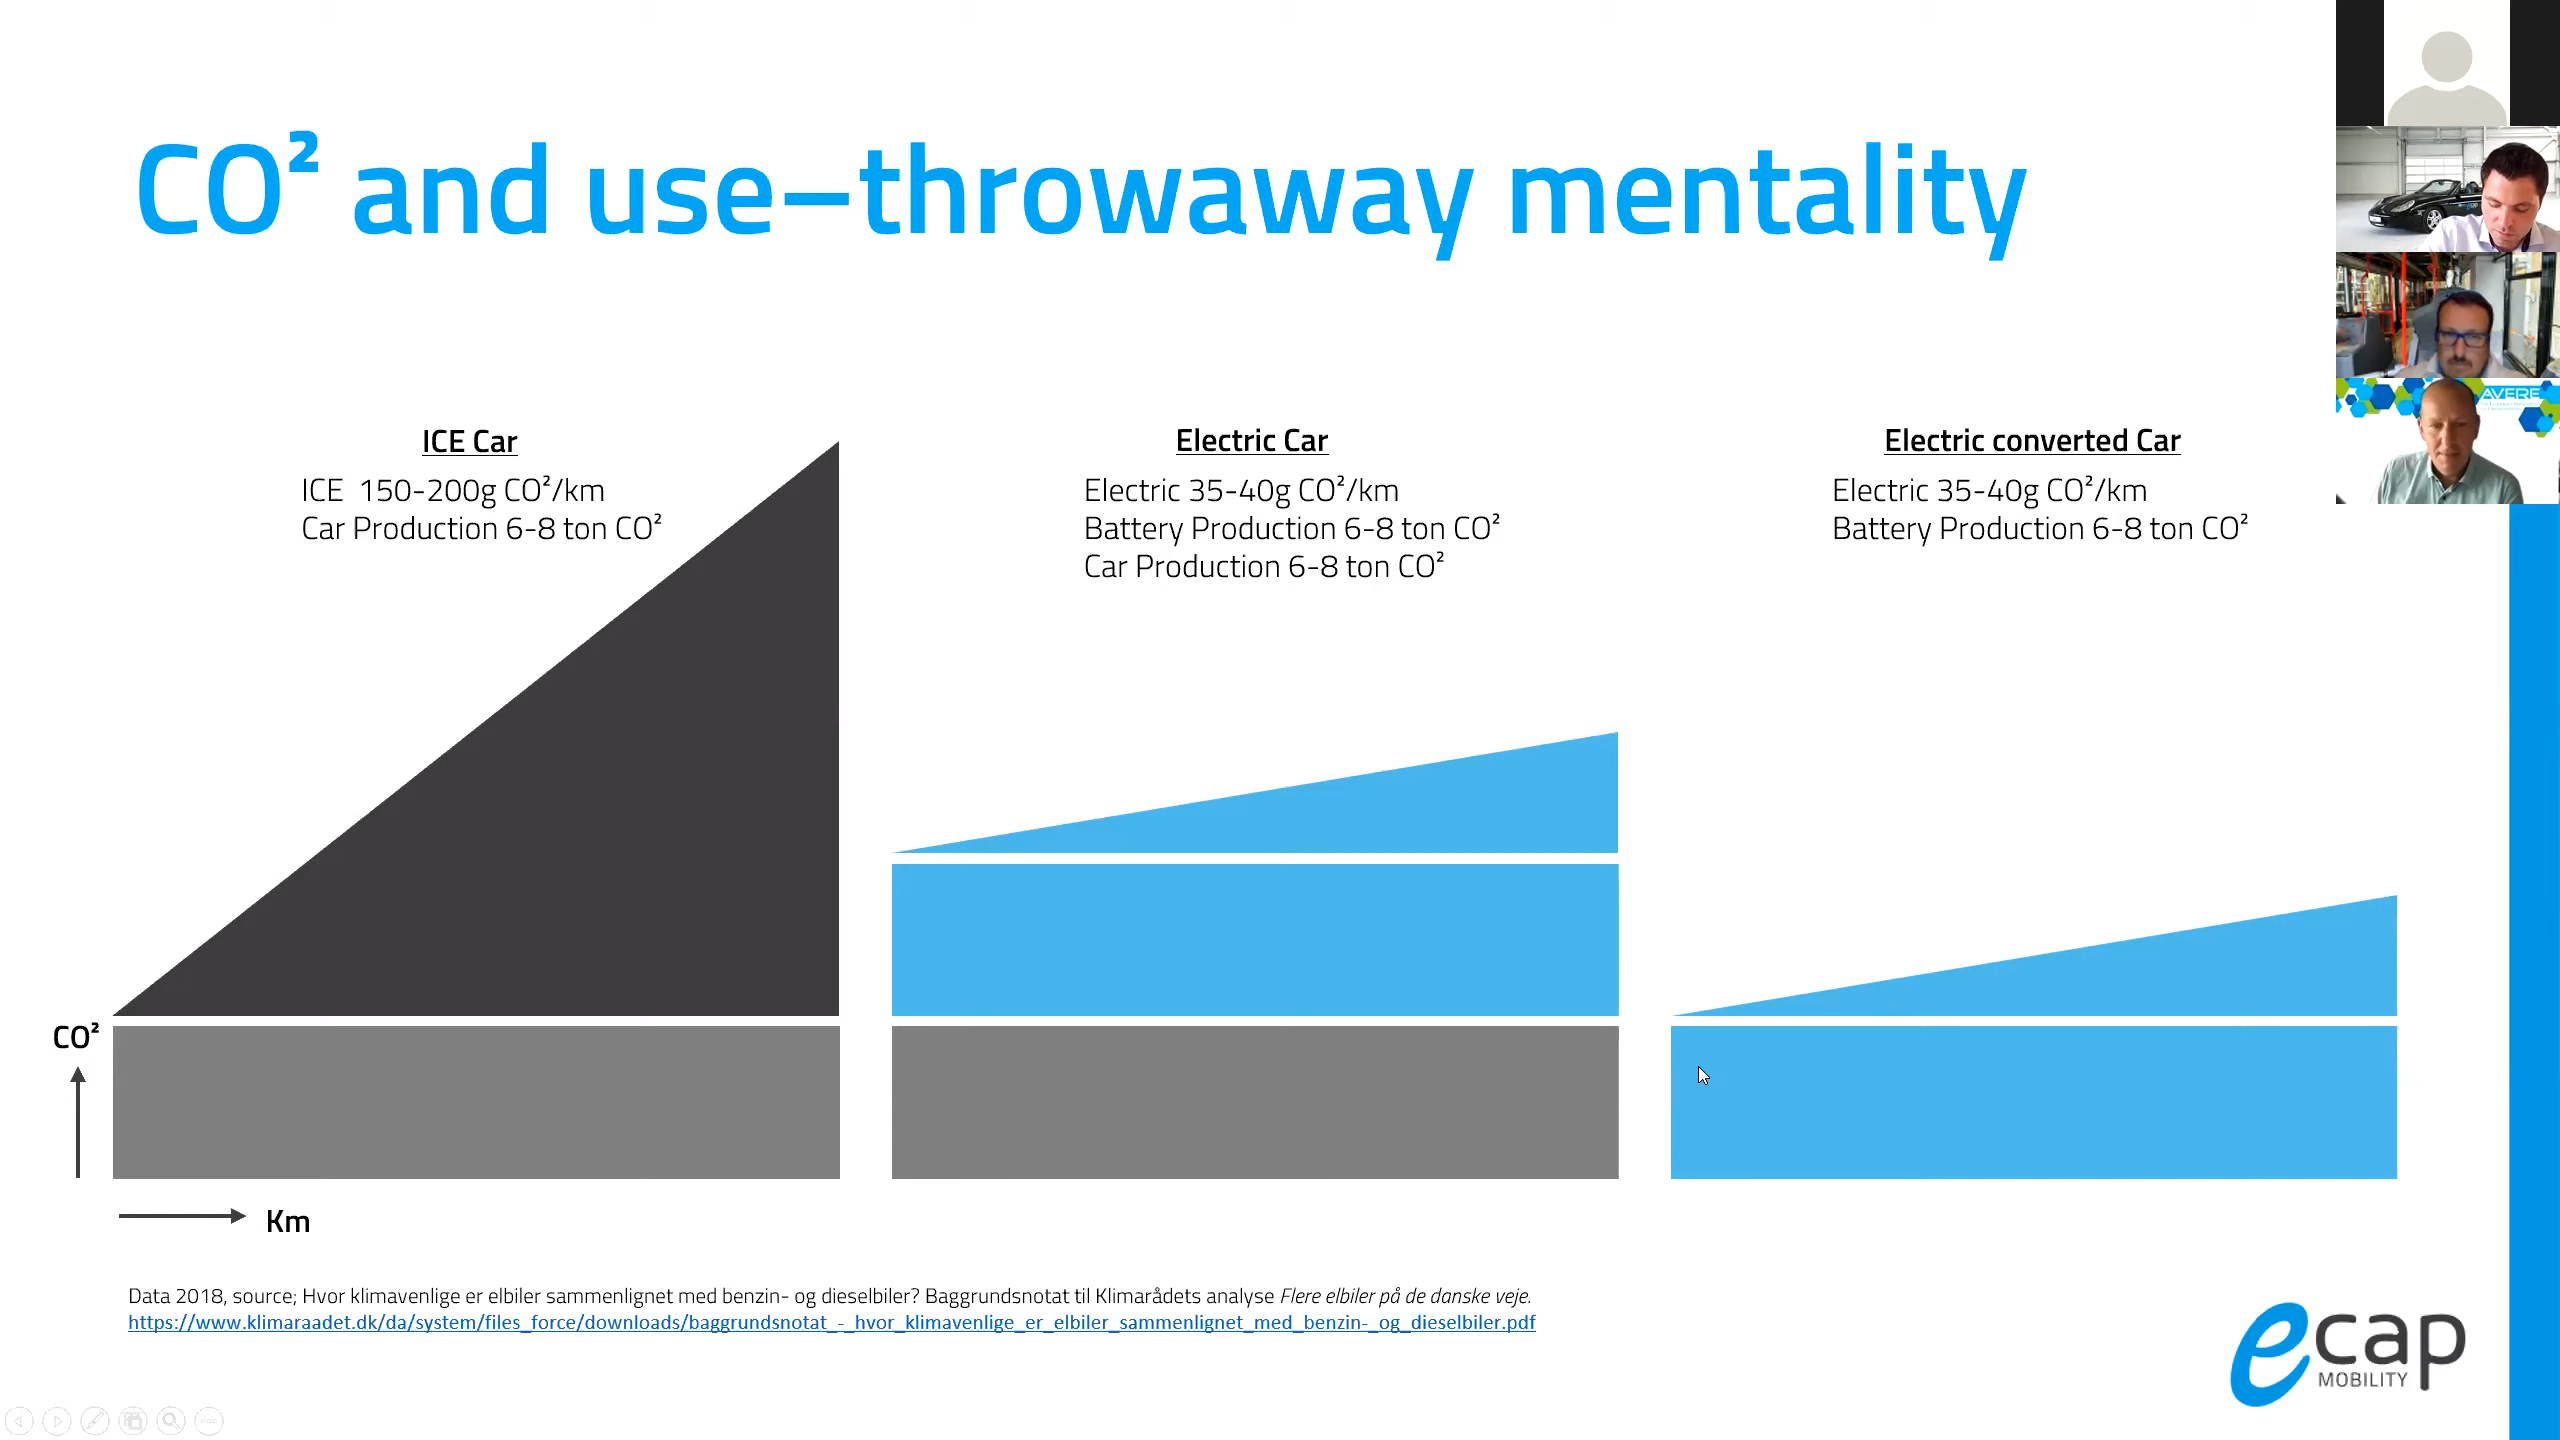 CO² and use–throwaway mentality
AVERE
ICE Car
ICE 150-200g CO²/km
Car Production 6-8 ton CO²
Electric Car
Electric 35-40g CO²/km
Battery Production 6-8 ton CO²
Car Production 6-8 ton CO²
Electric converted Car
Electric 35-40g CO²/km
Battery Production 6-8 ton CO²
CO²
Km
Data 2018, source; Hvor klimavenlige er elbiler sammenlignet med benzin- og dieselbiler? Baggrundsnotat til Klimarådets analyse Flere elbiler på de danske veje.
https://www.klimaraadet.dk/da/system/files_force/downloads/baggrundsnotat_-_hvor_klimavenlige_er_elbiler_sammenlignet_med_benzin-_og_dieselbiler.pdf
ecap
MOBILITY